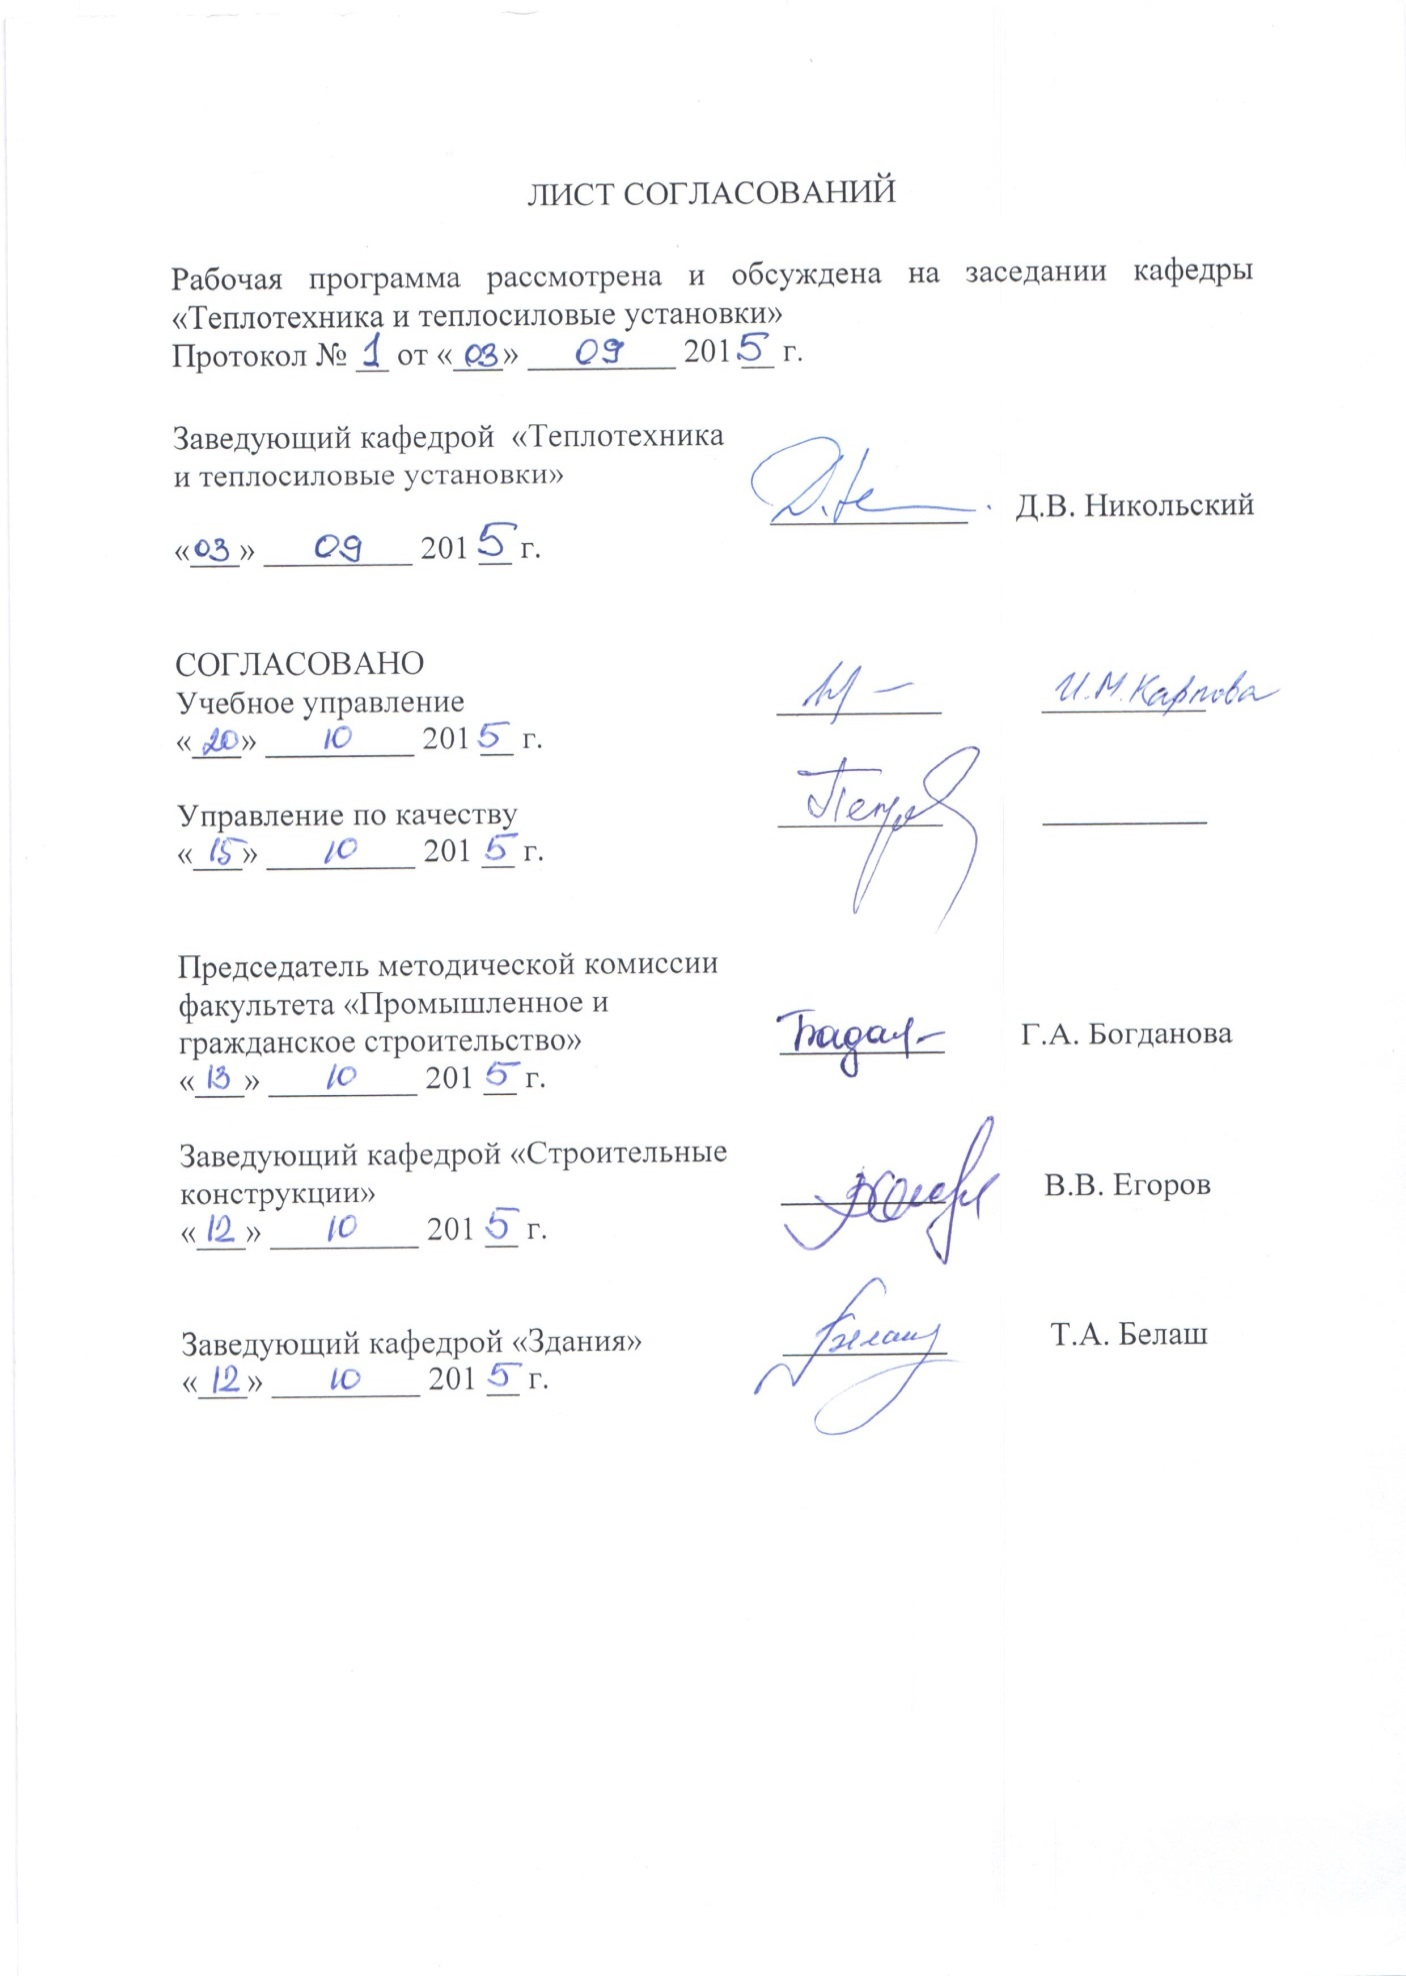 ЛИСТ СОГЛАСОВАНИЙ
Рабочая программа рассмотрена и обсуждена на заседании кафедры
«Теплотехника и теплосиловые установки»
Протокол № 1 от «03» 09 2015 г.
Заведующий кафедрой «Теплотехника
и теплосиловые установки»
Д.В. Никольский
«03» 09 2015 г.
СОГЛАСОВАНО
Учебное управление И.М. Карпова
«20» 10 2015 г.
Управление по качеству
«15» 10 2015 г.
Председатель методической комиссии
факультета «Промышленное и
гражданское строительство» Г.А. Богданова
«13» 10 2015 г.
Заведующий кафедрой «Строительные
конструкции» В.В. Егоров
«12» 10 2015 г.
Заведующий кафедрой «Здания» Т.А. Белаш
«12» 10 2015 г.